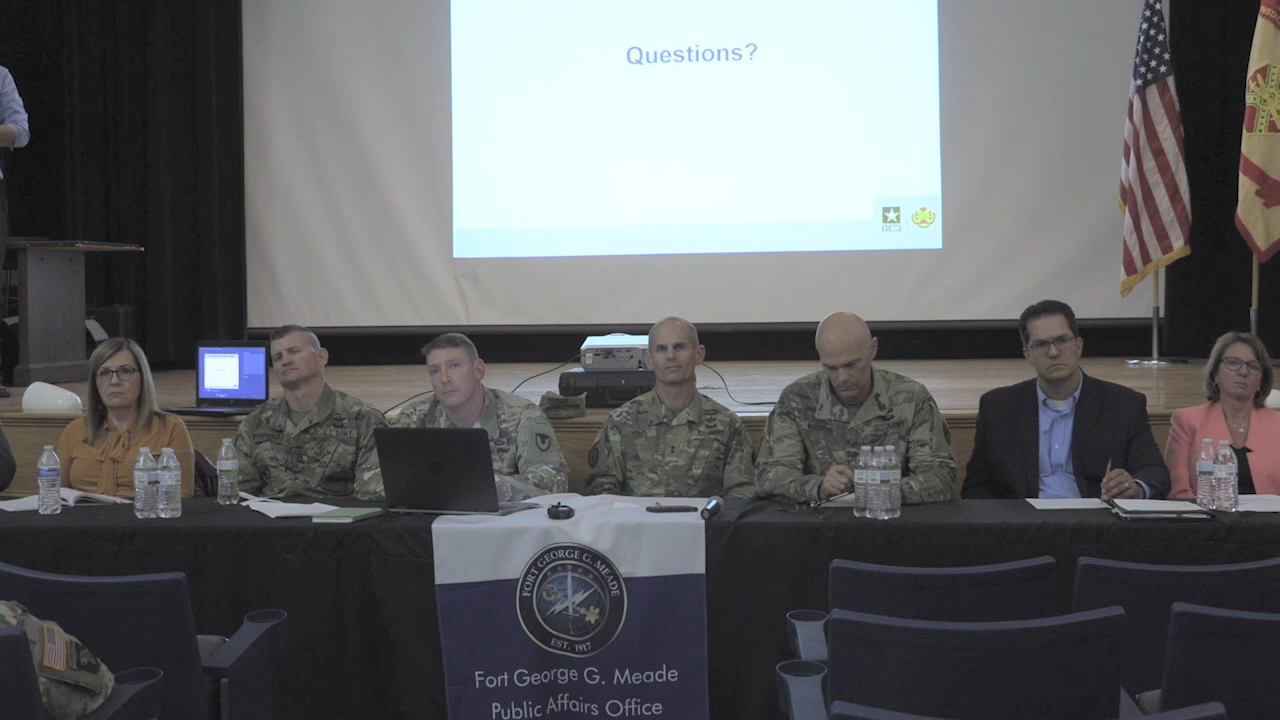 Questions?
FORT GEORGE G. MEADE
EST. 1917
Fort George G. Meade
Public Affairs Office